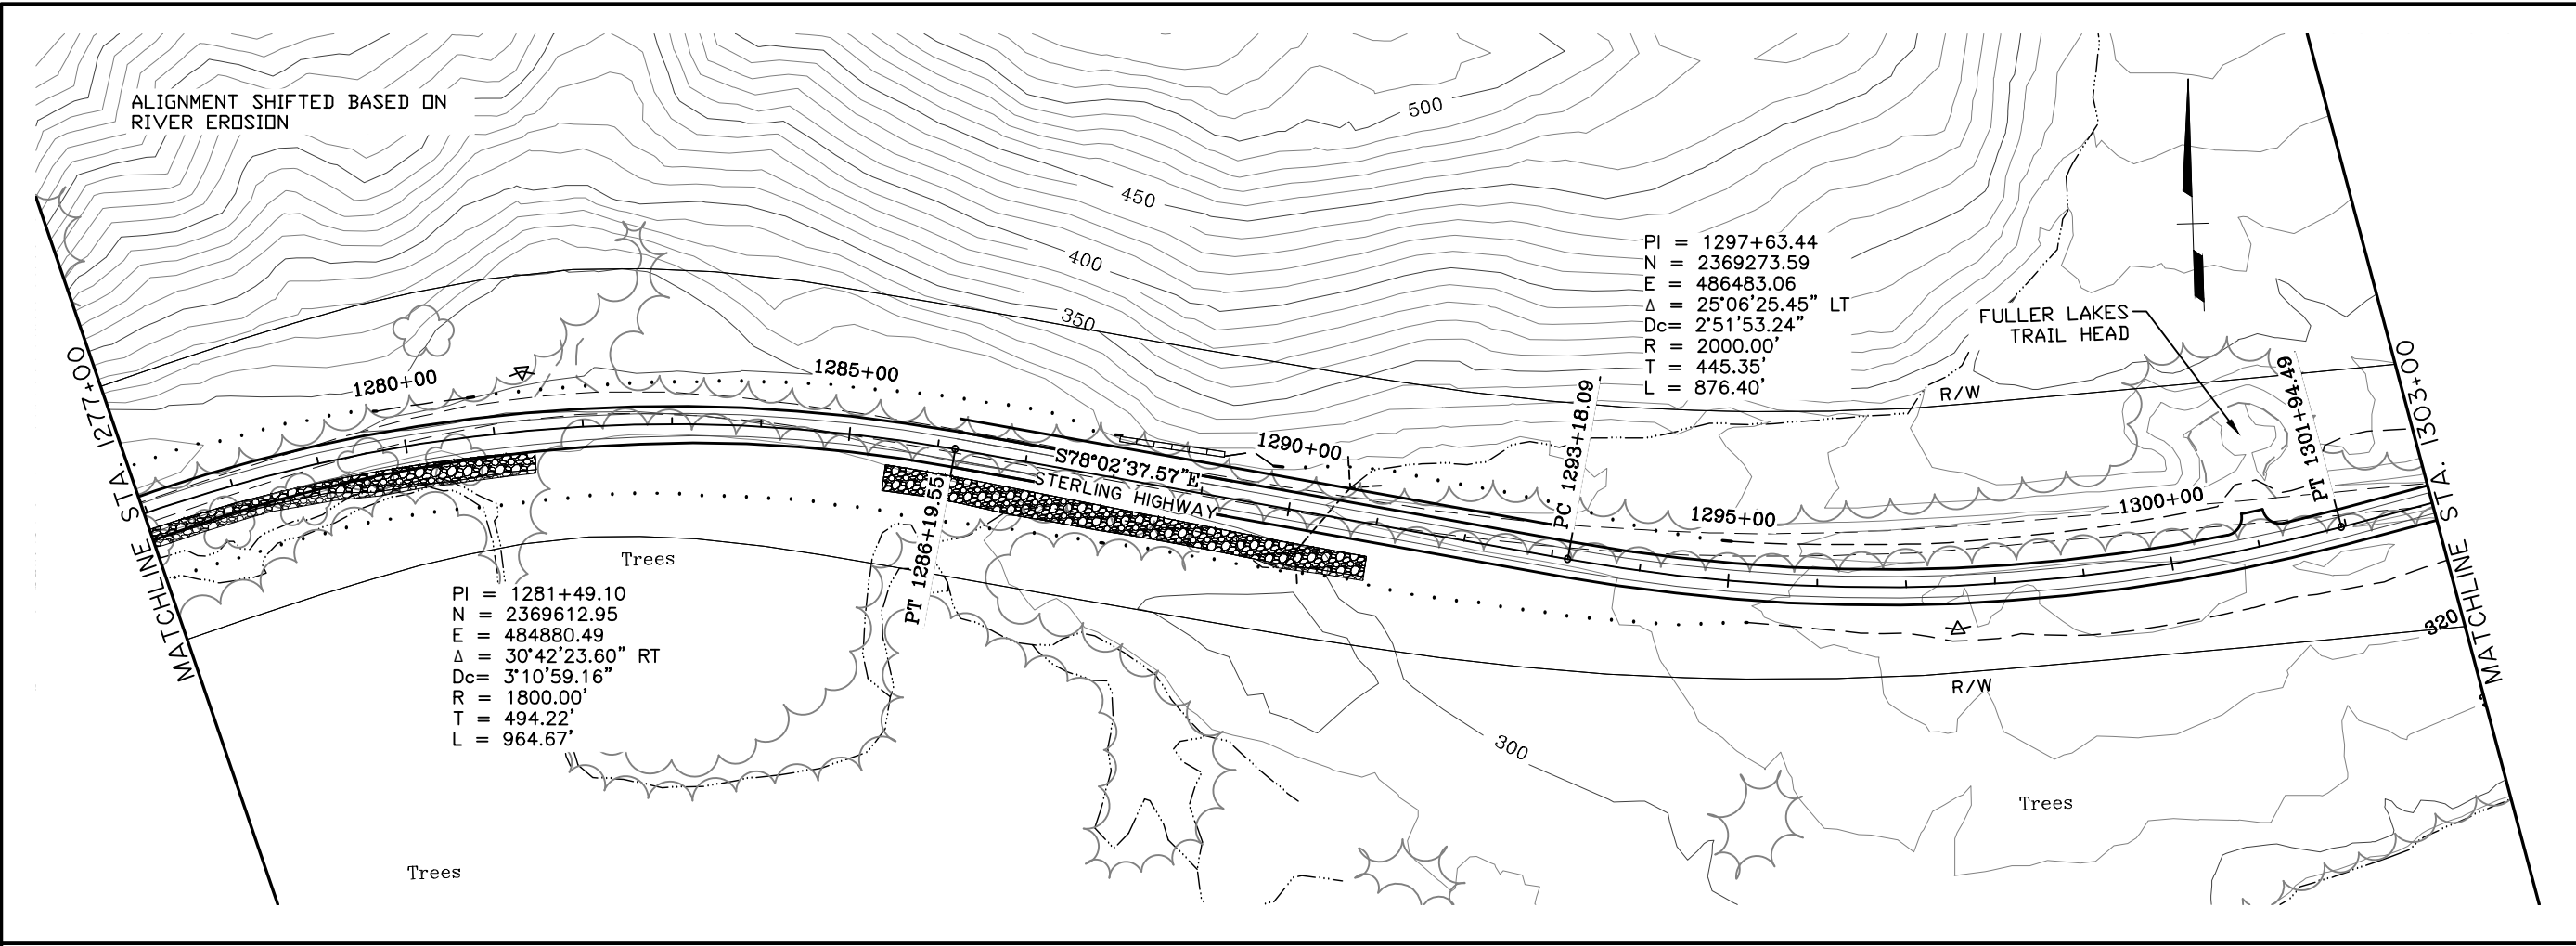 ALIGNMENT SHIFTED BASED ON
RIVER EROSION
500
450
400
350
PI = 1297+63.44
N = 2369273.59
E = 486483.06
Δ = 25°06'25.45" LT
Dc= 2°51'53.24"
R = 2000.00'
T = 445.35'
L = 876.40'
FULLER LAKES
TRAIL HEAD
R/W
MATCHLINE STA. 1277+00
1280+00
1285+00
1290+00
1295+00
1300+00
PT 1286+19.55
S78°02'37.57"E
STERLING HIGHWAY
PC 1293+18.09
PT 1301+94.49
MATCHLINE STA. 1303+00
320
R/W
Trees
PI = 1281+49.10
N = 2369612.95
E = 484880.49
Δ = 30°42'23.60" RT
Dc= 3°10'59.16"
R = 1800.00'
T = 494.22'
L = 964.67'
300
Trees
Trees